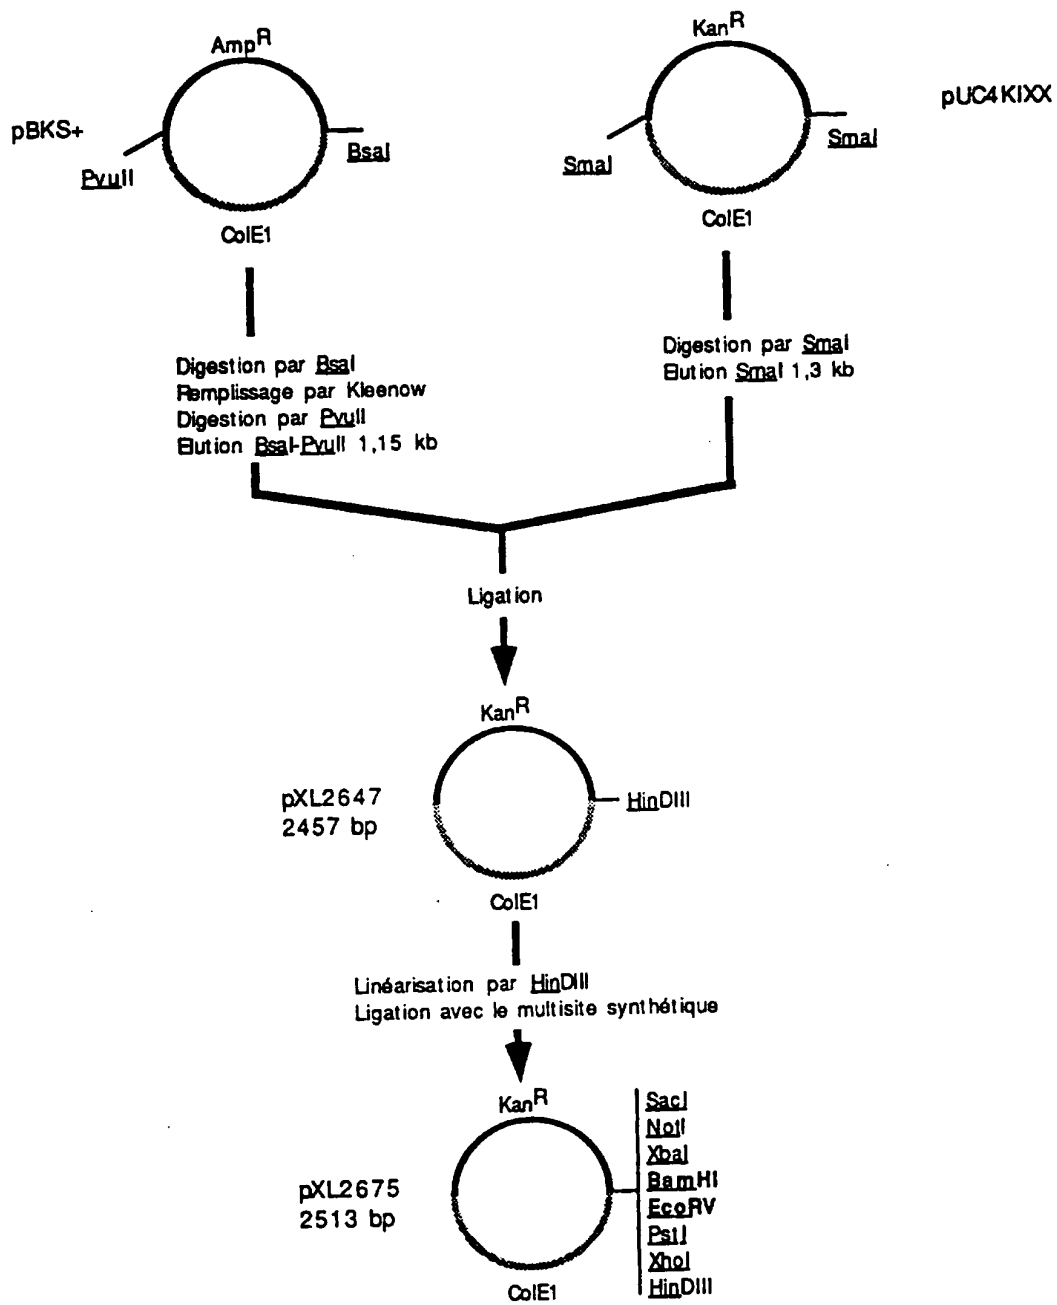 AmpR
pBKS+
PvuII
BsaI
ColE1
KanR
pUC4KIXX
SmaI
SmaI
ColE1
Digestion par BsaI
Remplissage par Kleenow
Digestion par PvuII
Elution BsaI-PvuII 1,15 kb
Digestion par SmaI
Elution SmaI 1,3 kb
Ligation
KanR
pXL2647
2457 bp
HinDIII
ColE1
Linéarisation par HinDIII
Ligation avec le multisite synthétique
KanR
pXL2675
2513 bp
SacI
NotI
XbaI
BamHI
EcoRV
PstI
XhoI
HinDIII
ColE1